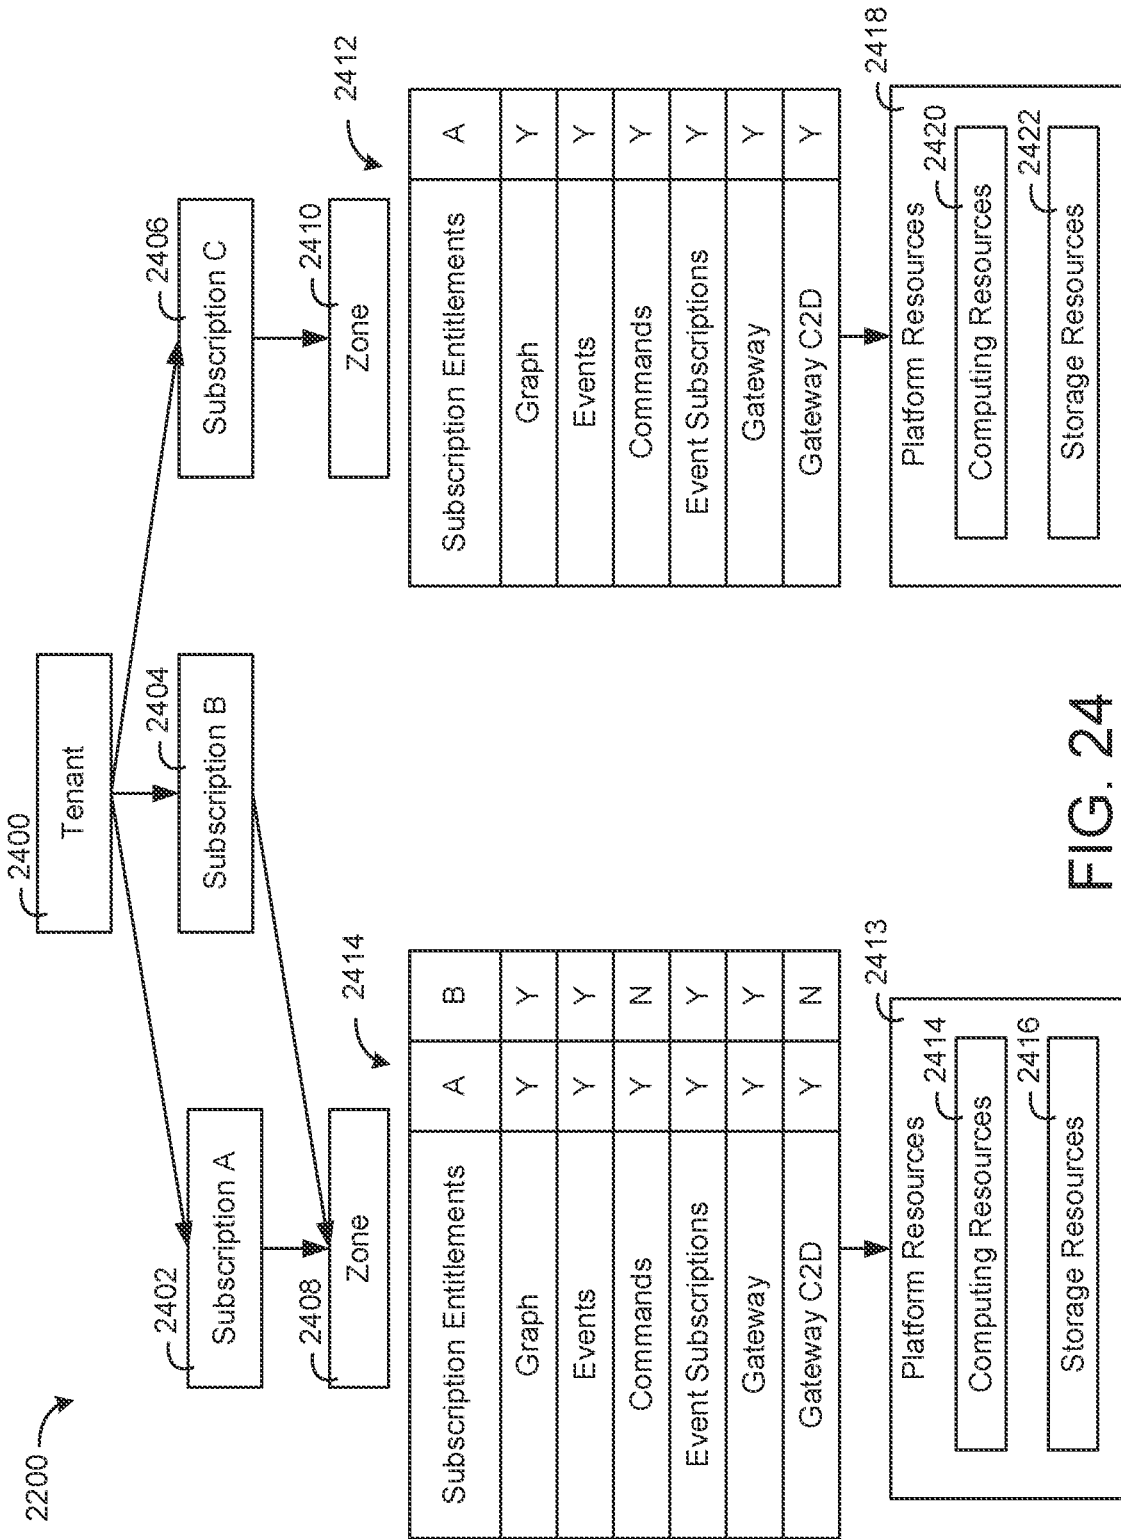 2200
2400
Tenant
2402
Subscription A
2404
Subscription B
2406
Subscription C
2408
Zone
2410
Zone
2414
Subscription Entitlements A B
Graph Y Y
Events Y Y
Commands Y N
Event Subscriptions Y Y
Gateway Y Y
Gateway C2D Y N
2412
Subscription Entitlements A
Graph Y
Events Y
Commands Y
Event Subscriptions Y
Gateway Y
Gateway C2D Y
2413
Platform Resources
2414
Computing Resources
2416
Storage Resources
2418
Platform Resources
2420
Computing Resources
2422
Storage Resources
FIG. 24